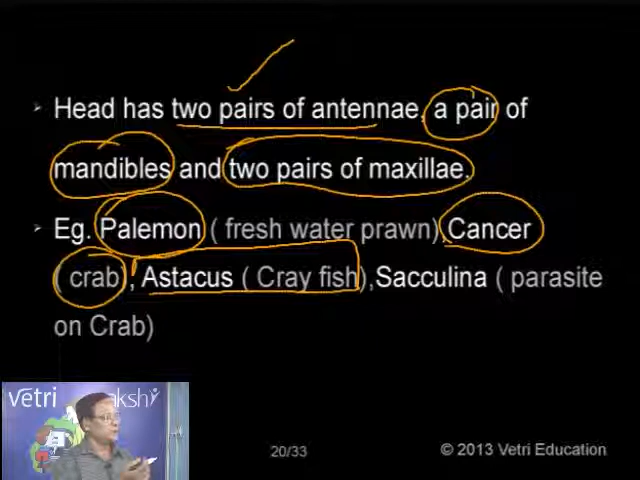 Head has two pairs of antennae, a pair of
mandibles and two pairs of maxillae.
Eg. Palemon ( fresh water prawn), Cancer
( crab), Astacus ( Cray fish),Sacculina ( parasite
on Crab)
vetri
20/33
© 2013 Vetri Education